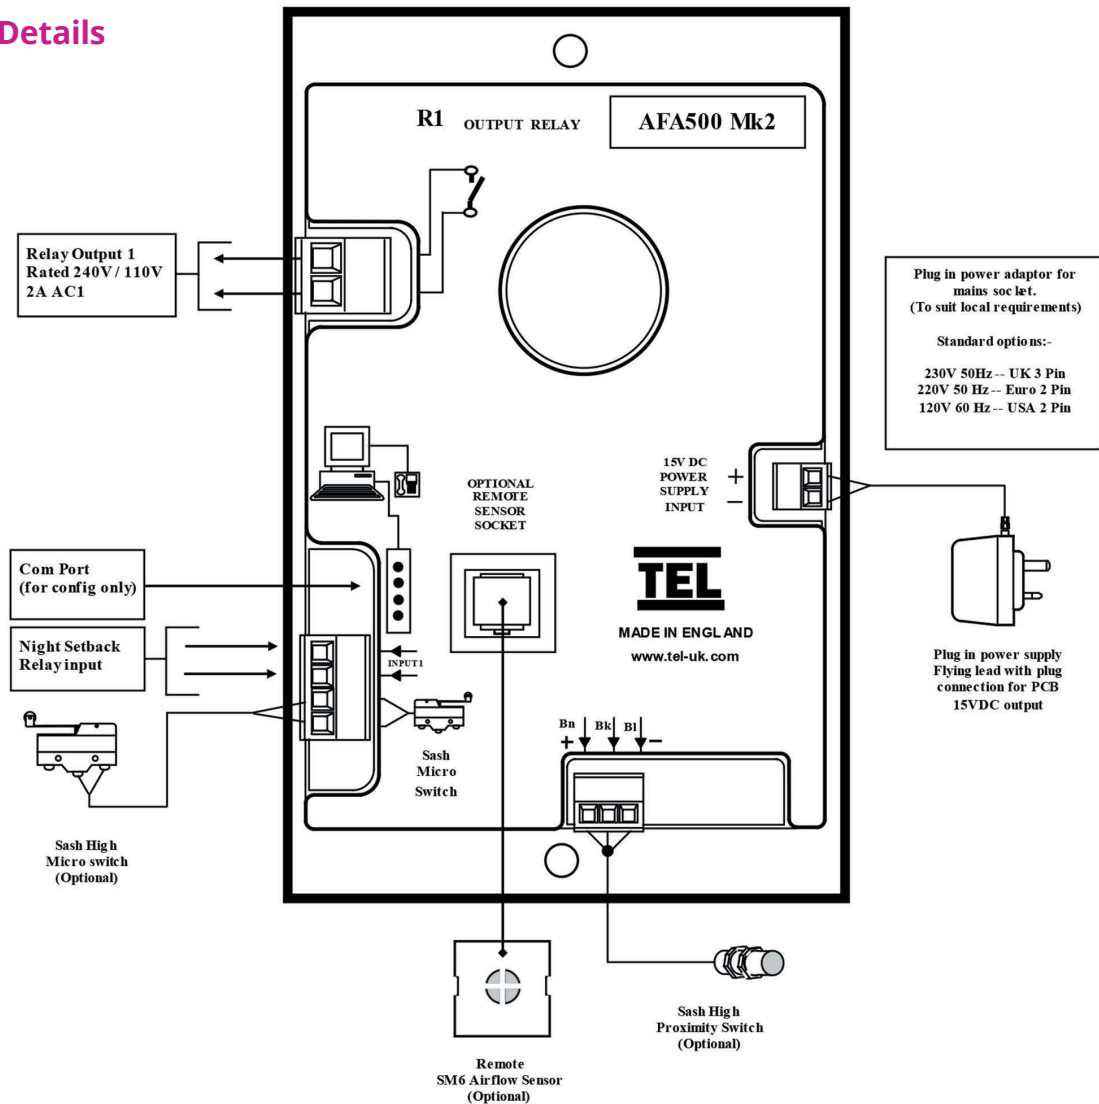 Details
R1 OUTPUT RELAY
AFA500 Mk2
Relay Output 1
Rated 240V / 110V
2A AC1
Plug in power adaptor for
mains socket.
(To suit local requirements)
Standard options:-
230V 50Hz -- UK 3 Pin
220V 50 Hz -- Euro 2 Pin
120V 60 Hz -- USA 2 Pin
15V DC
POWER
SUPPLY
INPUT
+
−
OPTIONAL
REMOTE
SENSOR
SOCKET
TEL
MADE IN ENGLAND
www.tel-uk.com
Com Port
(for config only)
Night Setback
Relay input
INPUT 1
Plug in power supply
Flying lead with plug
connection for PCB
15VDC output
Sash
Micro
Switch
Bn Bk Bl
+ −
Sash High
Micro switch
(Optional)
Sash High
Proximity Switch
(Optional)
Remote
SM6 Airflow Sensor
(Optional)